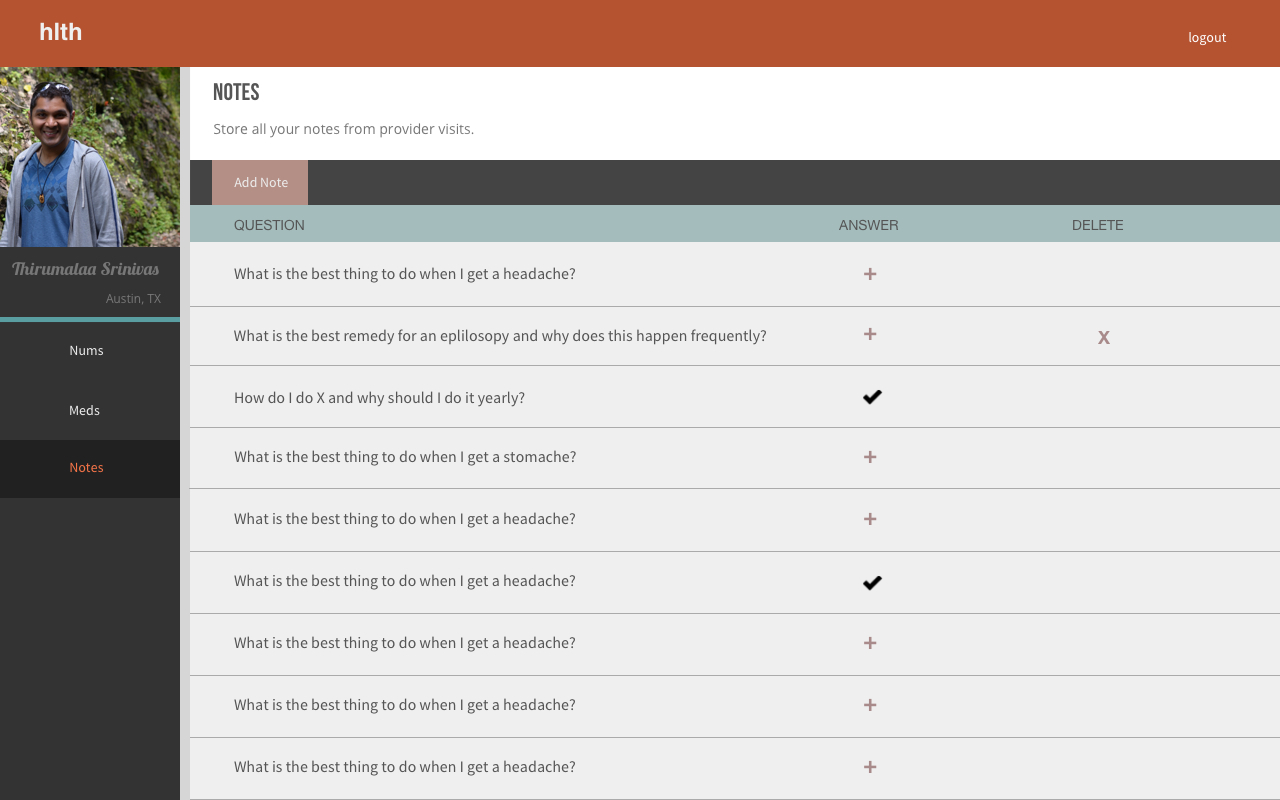 hlth
logout
NOTES
Store all your notes from provider visits.
Add Note
QUESTION ANSWER DELETE
Thirumalaa Srinivas
Austin, TX
Nums
Meds
Notes
What is the best thing to do when I get a headache? +
What is the best remedy for an eplilosopy and why does this happen frequently? + X
How do I do X and why should I do it yearly?
What is the best thing to do when I get a stomache? +
What is the best thing to do when I get a headache? +
What is the best thing to do when I get a headache?
What is the best thing to do when I get a headache? +
What is the best thing to do when I get a headache? +
What is the best thing to do when I get a headache? +